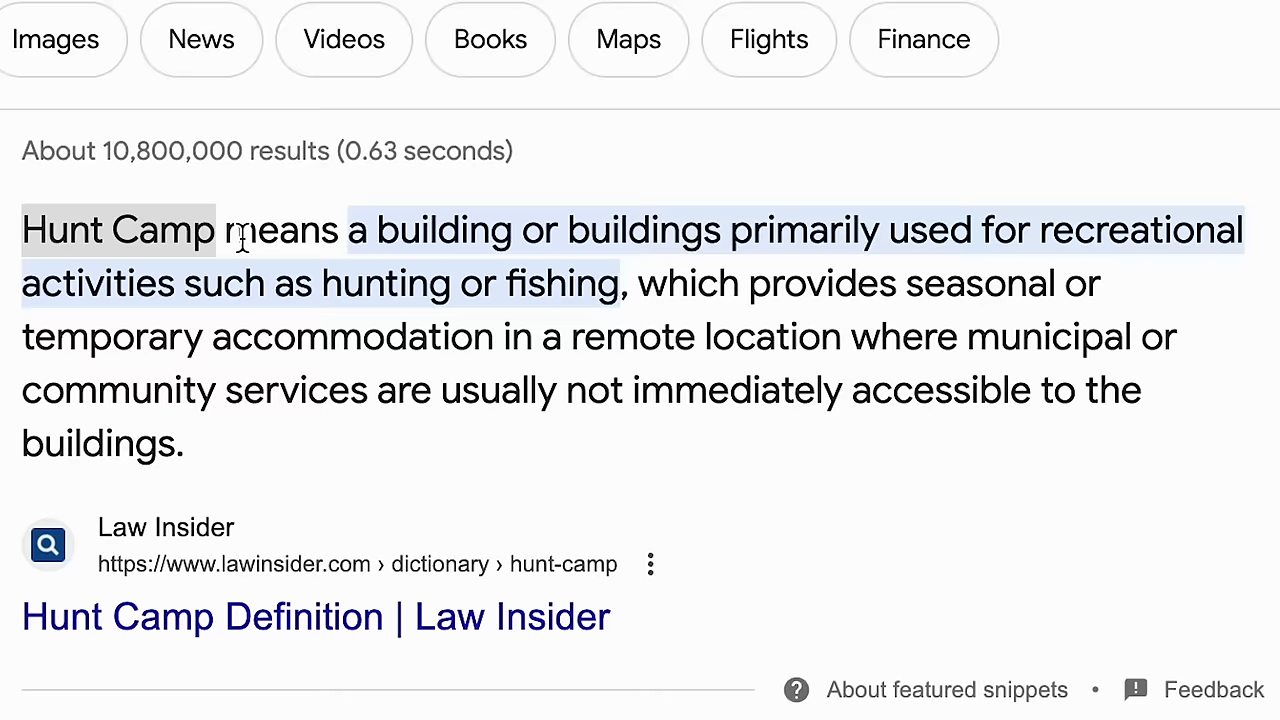 Images News Videos Books Maps Flights Finance
About 10,800,000 results (0.63 seconds)
Hunt Camp means a building or buildings primarily used for recreational
activities such as hunting or fishing, which provides seasonal or
temporary accommodation in a remote location where municipal or
community services are usually not immediately accessible to the
buildings.
Law Insider
https://www.lawinsider.com › dictionary › hunt-camp
Hunt Camp Definition | Law Insider
About featured snippets • Feedback